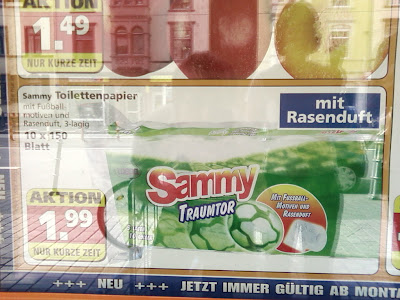 AKTION
1.49
NUR KURZE ZEIT
Sammy Toilettenpapier
mit Fußball-
motiven und
Rasenduft, 3-lagig
10 x 150
Blatt
mit
Rasenduft
Sammy
TRAUMTOR
MIT FUSSBALL-
MOTIVEN UND
RASENDUFT
AKTION
1.99
NUR KURZE ZEIT
+++ NEU +++ JETZT IMMER GÜLTIG AB MONTA